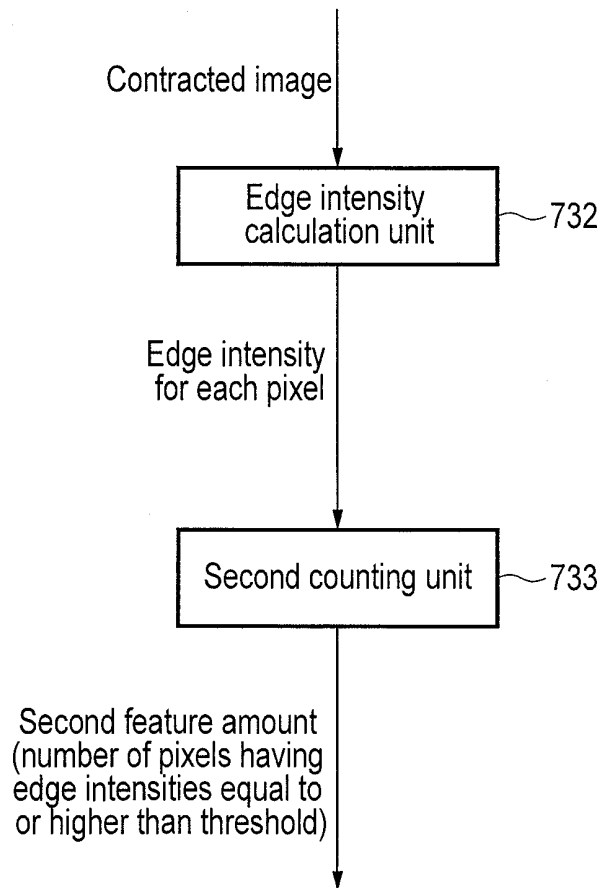 Contracted image
Edge intensity
calculation unit
732
Edge intensity
for each pixel
Second counting unit
733
Second feature amount
(number of pixels having
edge intensities equal to
or higher than threshold)